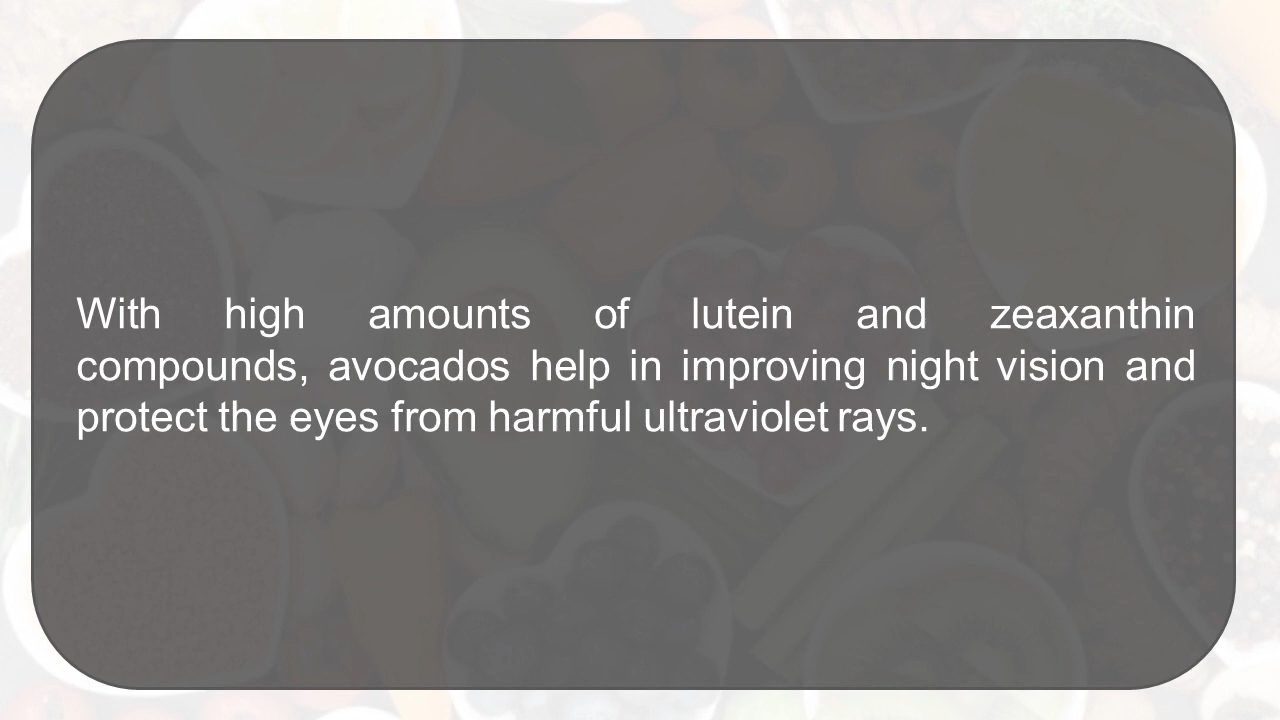 With high amounts of lutein and zeaxanthin
compounds, avocados help in improving night vision and
protect the eyes from harmful ultraviolet rays.